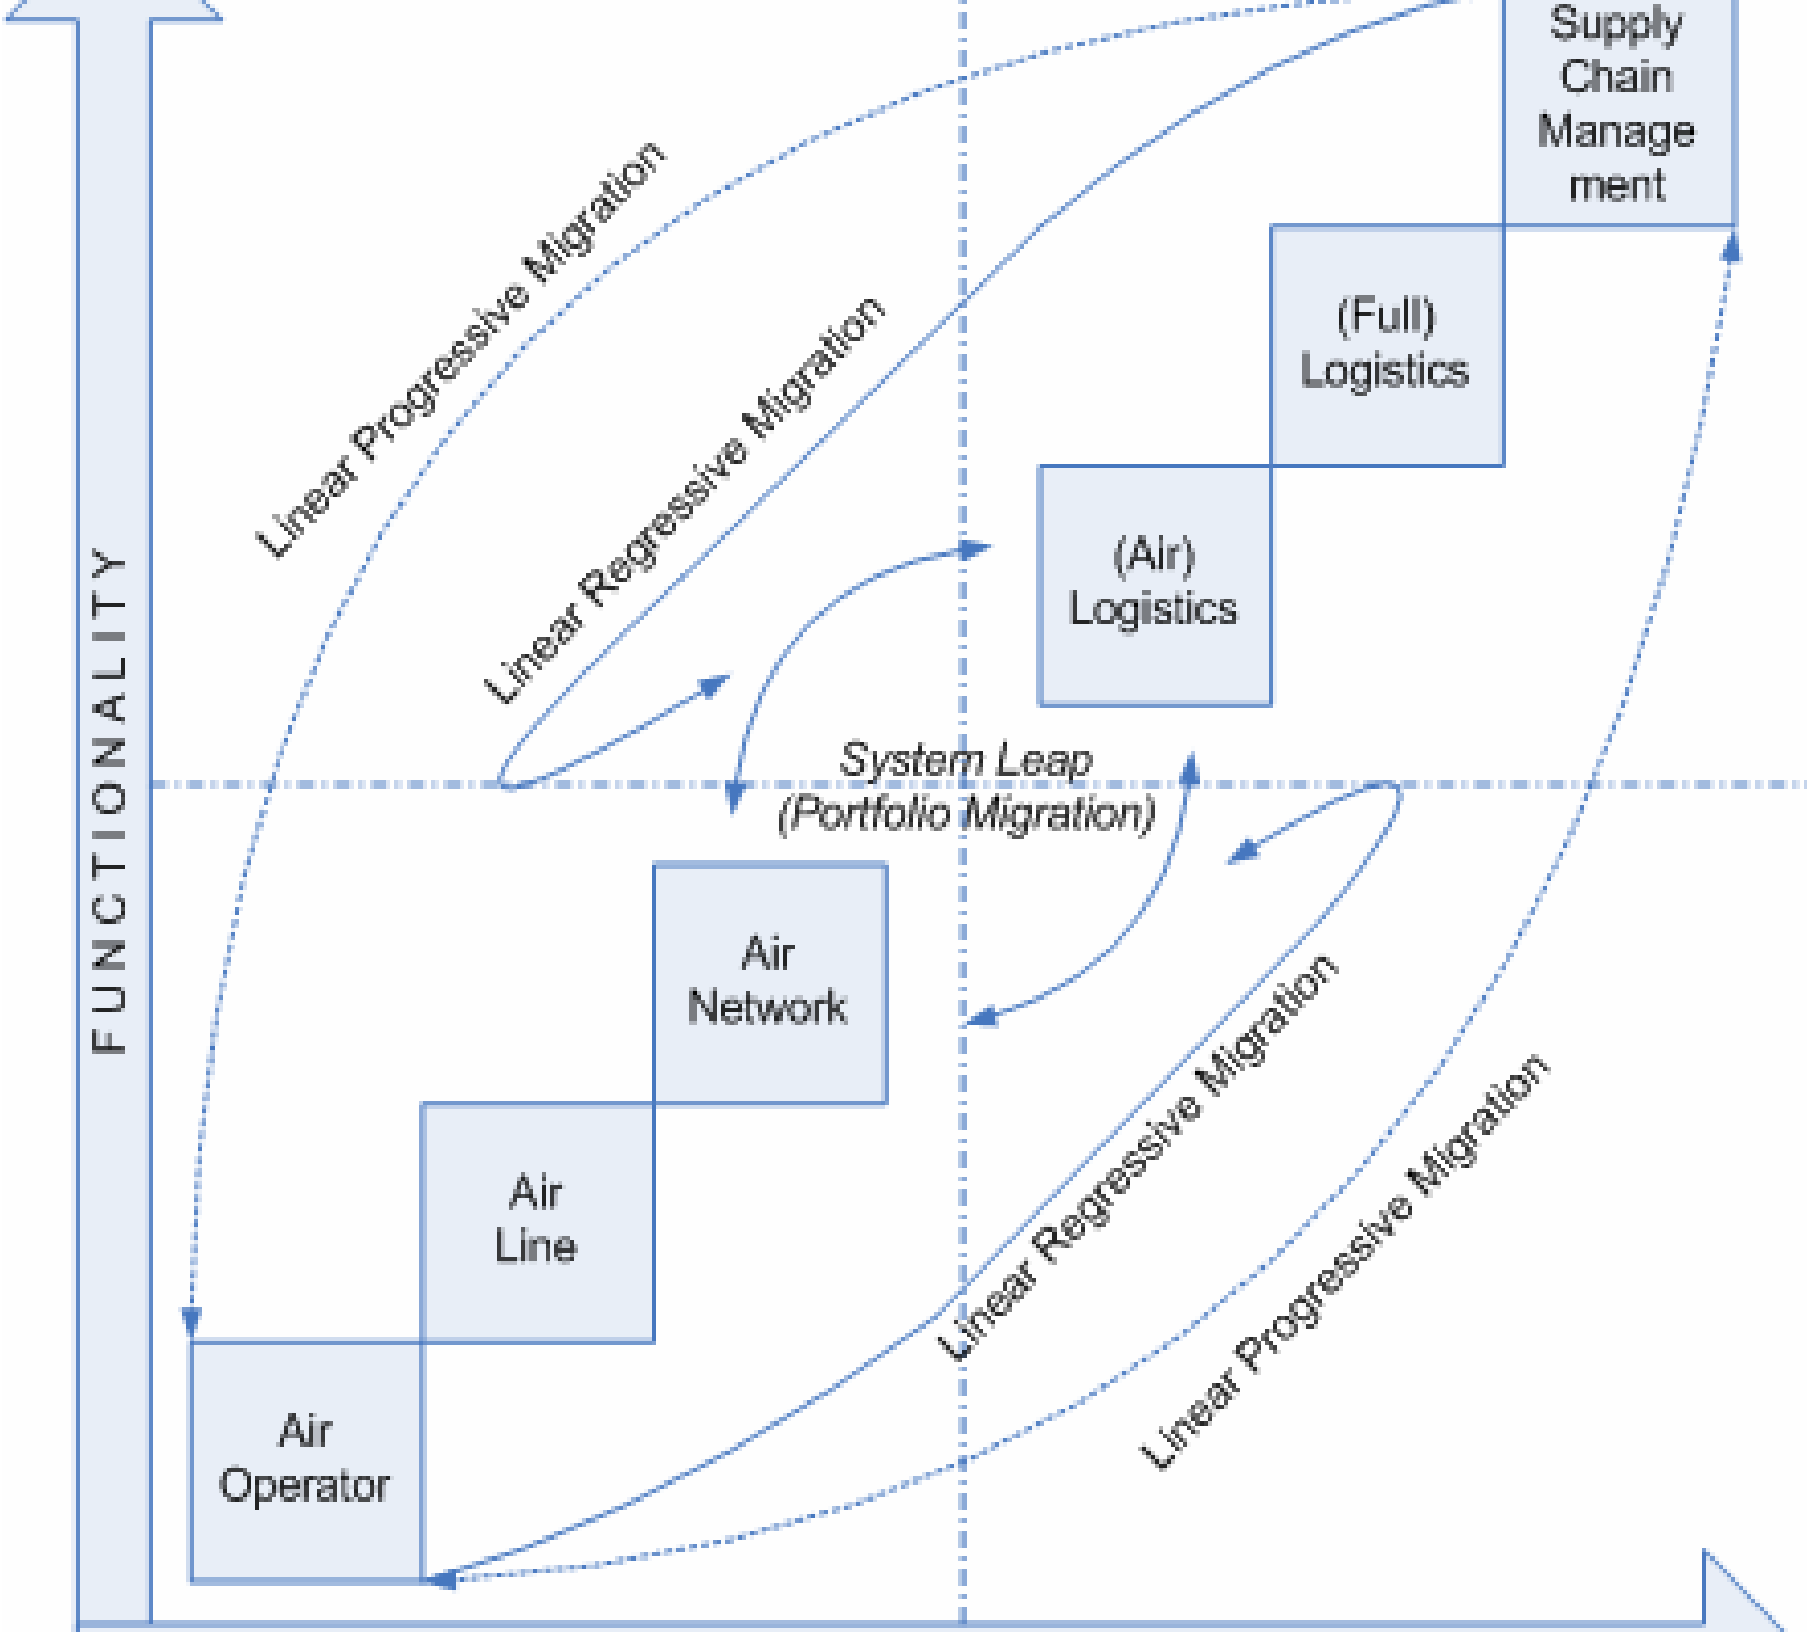 Supply
Chain
Manage
ment
Linear Progressive Migration
(Full)
Logistics
Linear Regressive Migration
(Air)
Logistics
FUNCTIONALITY
System Leap
(Portfolio Migration)
Air
Network
Linear Regressive Migration
Linear Progressive Migration
Air
Line
Air
Operator